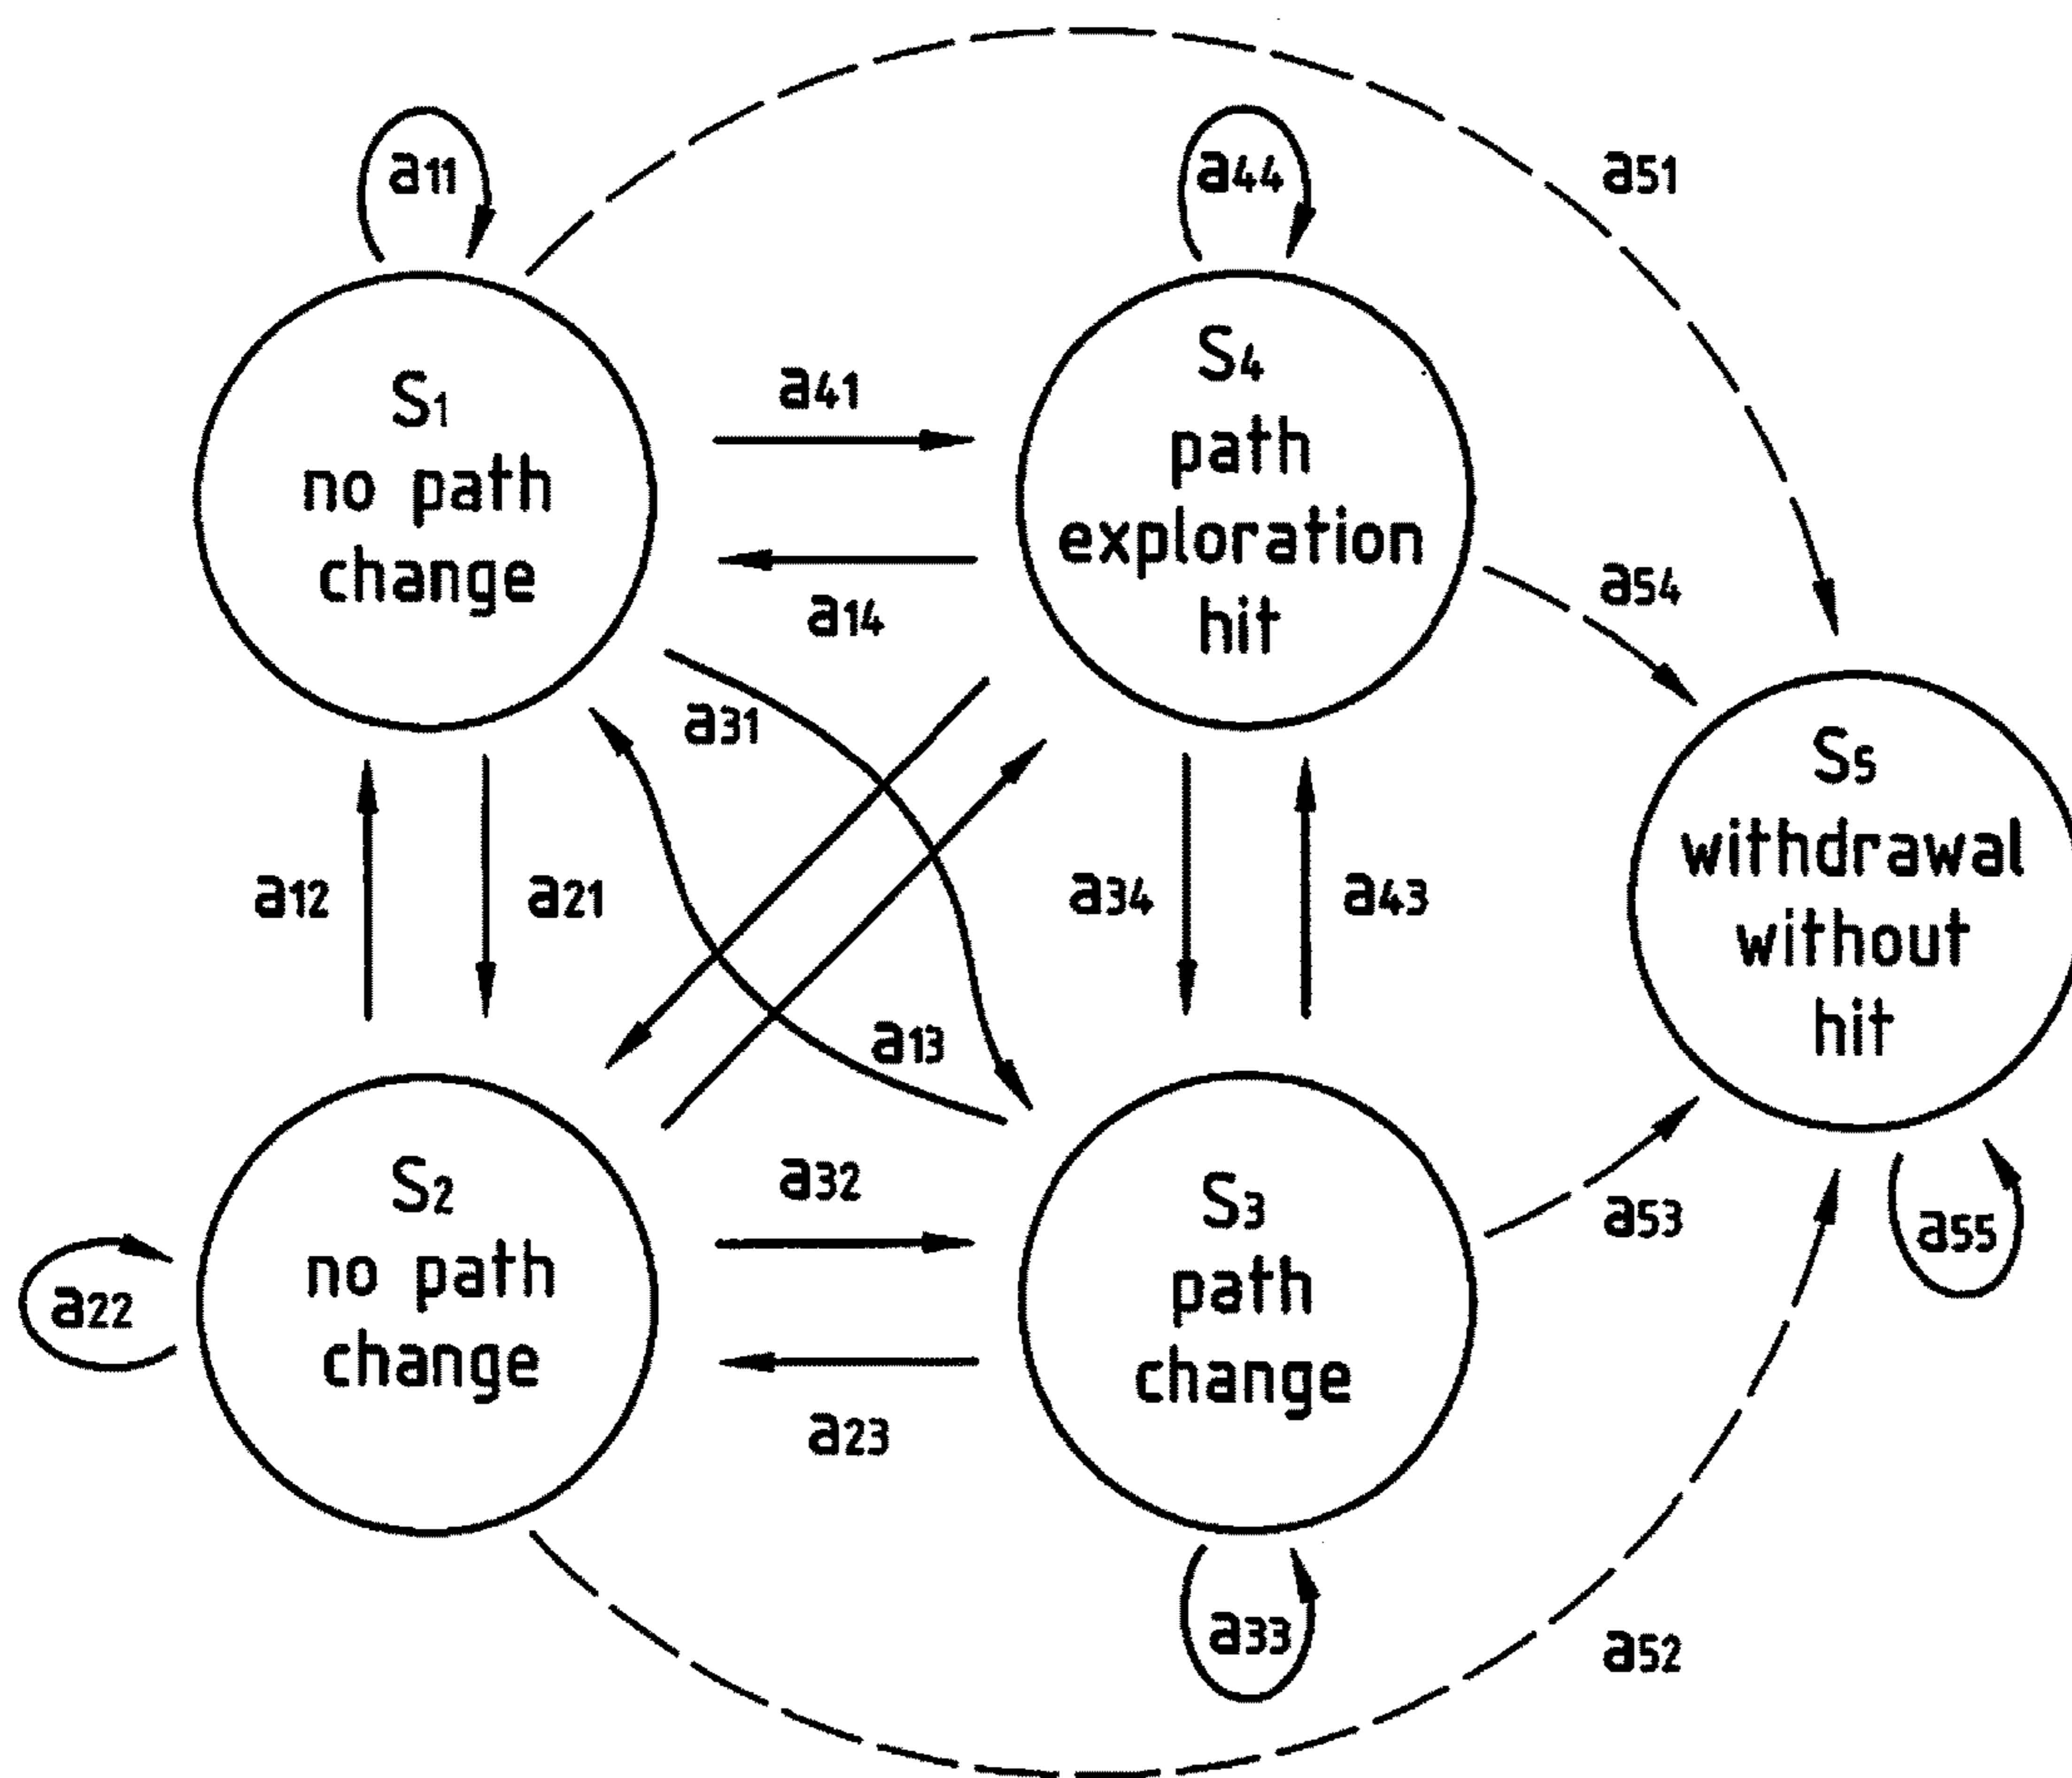 a11
a44
a51
S1
no path
change
a41
a14
S4
path
exploration
hit
a54
a31
a12
a21
a13
a34
a43
S5
withdrawal
without
hit
a55
S2
no path
change
a22
a32
a23
S3
path
change
a53
a33
a52